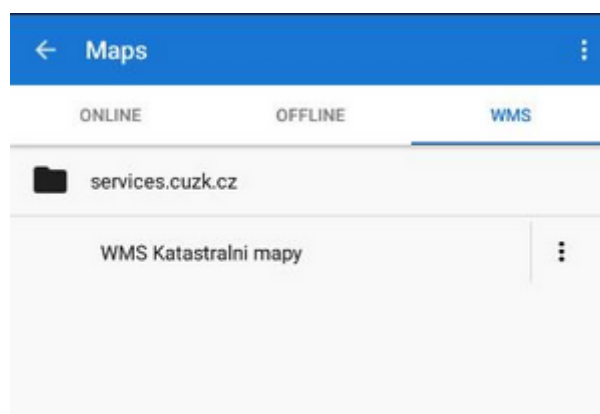 Maps
ONLINE OFFLINE WMS
services.cuzk.cz
WMS Katastralni mapy